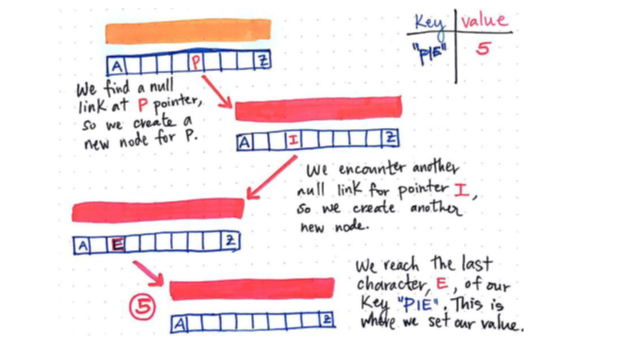 Key value
"PIE" 5
A P Z
We find a null
link at P pointer,
so we create a
new node for P.
A I Z
We encounter another
null link for pointer I,
so we create another
new node.
A E Z
We reach the last
character, E, of our
Key "PIE". This is
where we set our value.
5
A Z